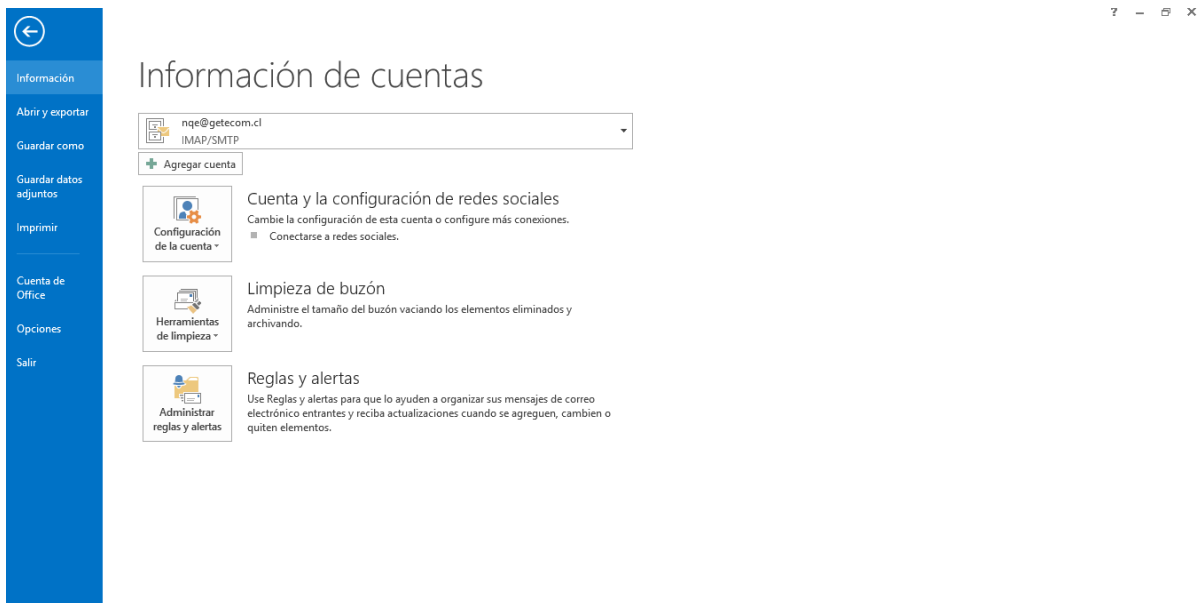 ?
Información de cuentas
Información
Abrir y exportar
Guardar como
Guardar datos
adjuntos
Imprimir
Cuenta de
Office
Opciones
Salir
nqe@getecom.cl
IMAP/SMTP
Agregar cuenta
Configuración
de la cuenta
Cuenta y la configuración de redes sociales
Cambie la configuración de esta cuenta o configure más conexiones.
Conectarse a redes sociales.
Herramientas
de limpieza
Limpieza de buzón
Administre el tamaño del buzón vaciando los elementos eliminados y
archivando.
Administrar
reglas y alertas
Reglas y alertas
Use Reglas y alertas para que lo ayuden a organizar sus mensajes de correo
electrónico entrantes y reciba actualizaciones cuando se agreguen, cambien o
quiten elementos.